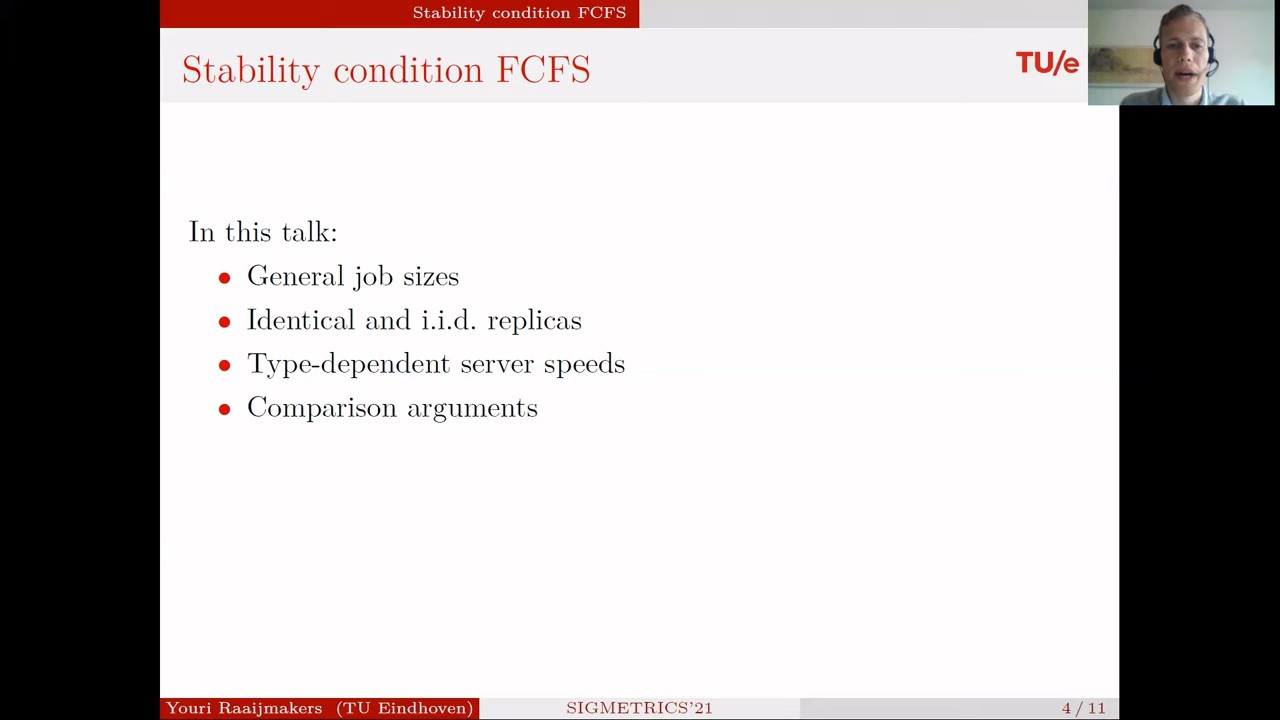 Stability condition FCFS
Stability condition FCFS
TU/e
In this talk:
• General job sizes
• Identical and i.i.d. replicas
• Type-dependent server speeds
• Comparison arguments
Youri Raaijmakers (TU Eindhoven)
SIGMETRICS'21
4 / 11